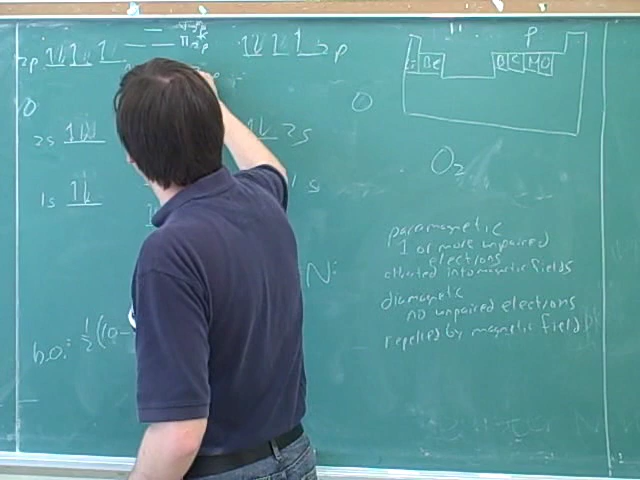 2p
2p
π 2p
p
Be
B C N O
O
O
2s
2s
O₂
1s
1s
paramagnetic
1 or more unpaired
electrons
attracted into magnetic fields
N:
diamagnetic
no unpaired electrons
repelled by magnetic field
b.o.: 1/2(10-